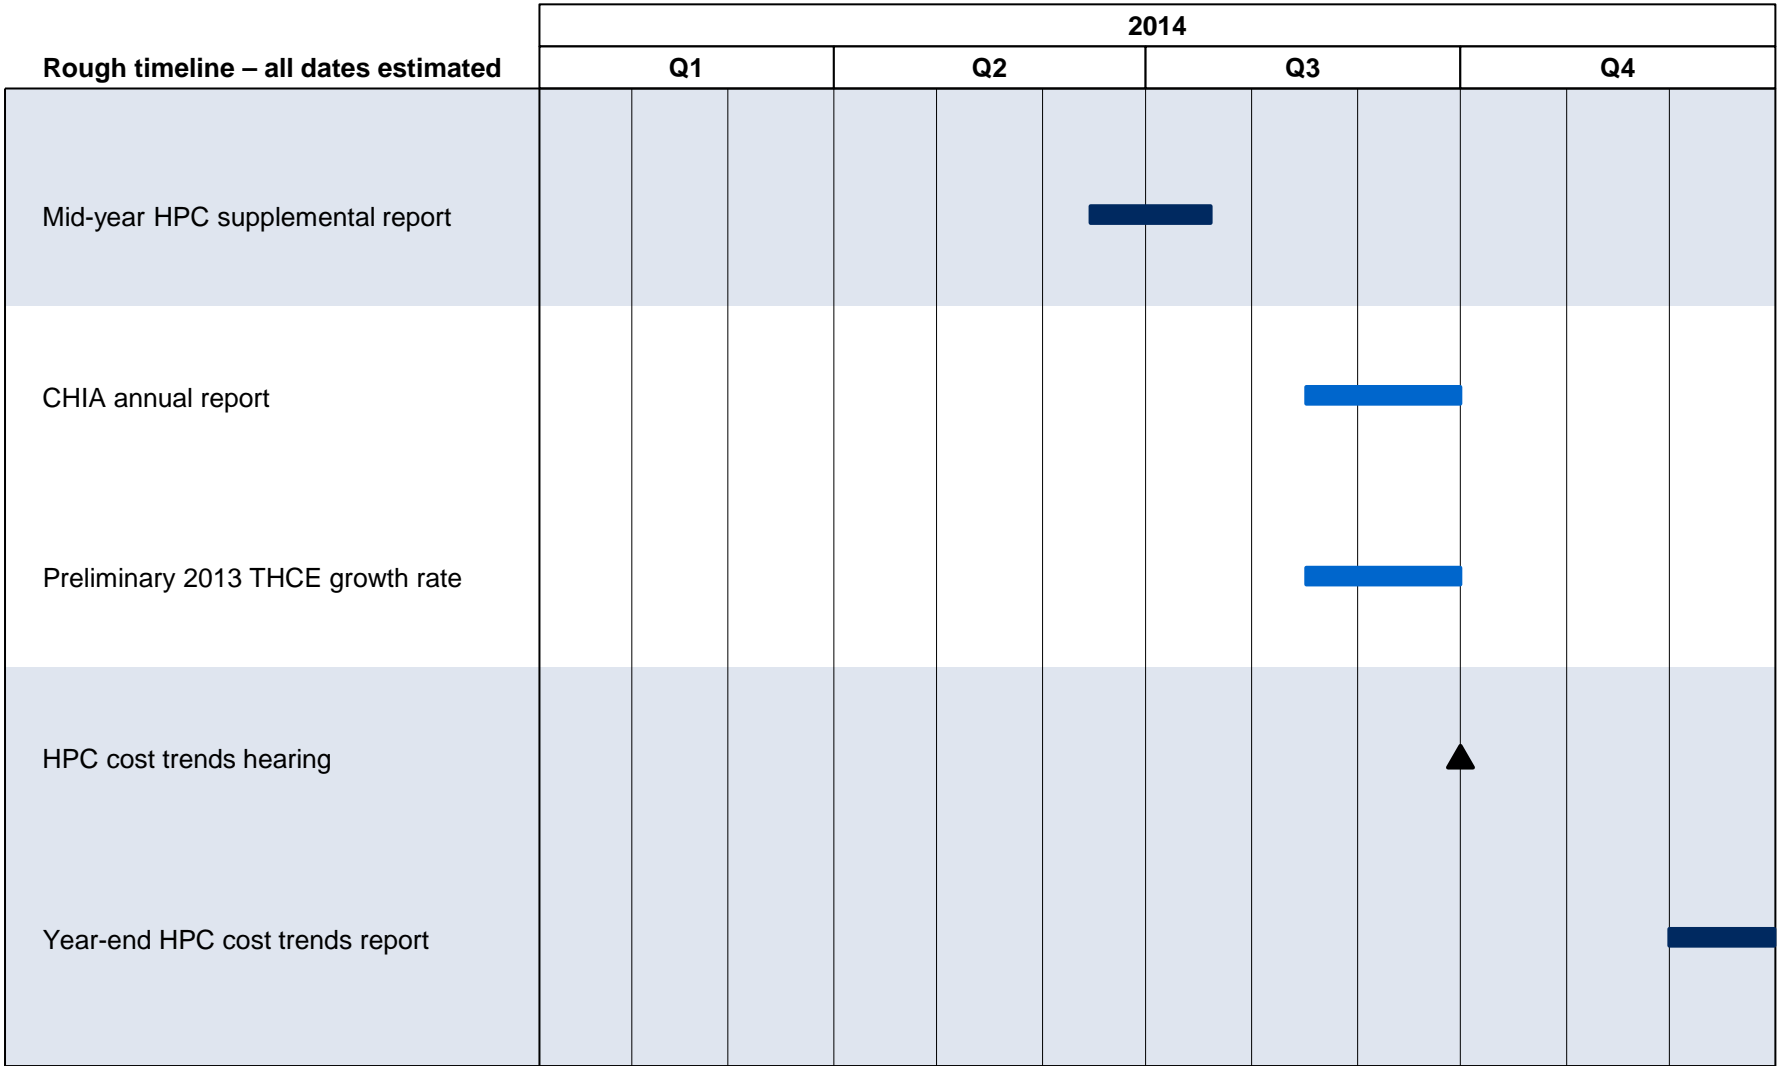 2014
Rough timeline – all dates estimated Q1 Q2 Q3 Q4
Mid-year HPC supplemental report
CHIA annual report
Preliminary 2013 THCE growth rate
HPC cost trends hearing
Year-end HPC cost trends report